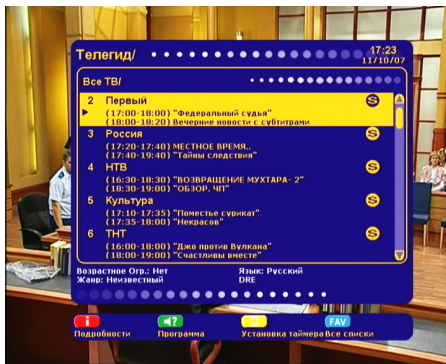 Телегид/
17:23
11/10/07
Все ТВ/
2 Первый S
(17:00-18:00) "Федеральный судья"
(18:00-18:20) Вечерние новости с субтитрами
3 Россия S
(17:20-17:40) МЕСТНОЕ ВРЕМЯ..
(17:40-19:40) "Тайны следствия"
4 НТВ S
(16:30-18:30) "ВОЗВРАЩЕНИЕ МУХТАРА- 2"
(18:30-19:00) "ОБЗОР. ЧП"
5 Культура S
(17:10-17:35) "Поместье сурикат"
(17:35-18:00) "Некрасов"
6 ТНТ S
(16:00-18:00) "Джо против Вулкана"
(18:00-19:00) "Счастливы вместе"
Возрастное Огр.: Нет Язык: Русский
Жанр: Неизвестный DRE
i ? FAV
Подробности Программа Установка таймера Все списки